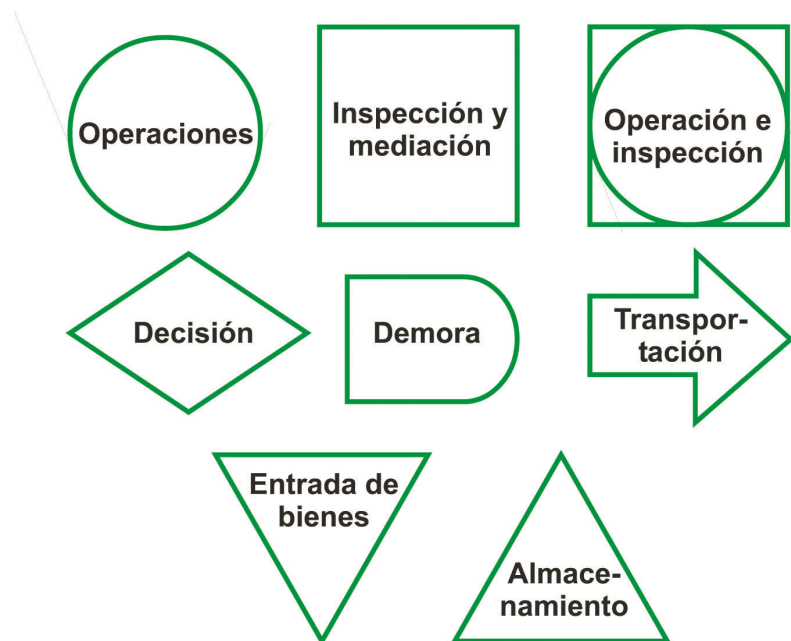 Operaciones
Inspección y
mediación
Operación e
inspección
Decisión
Demora
Transpor-
tación
Entrada de
bienes
Almace-
namiento